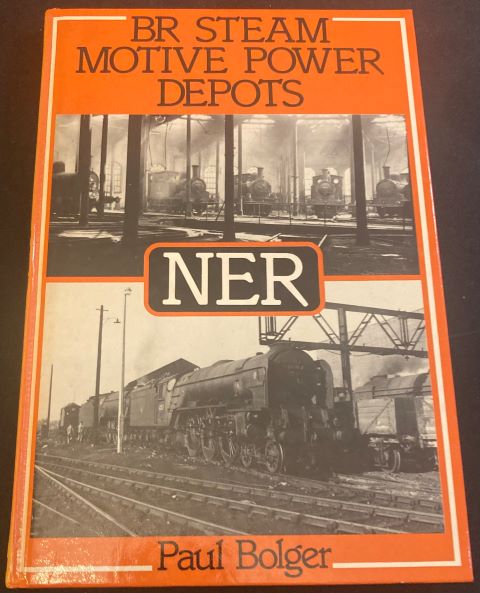 BR STEAM
MOTIVE POWER
DEPOTS
NER
Paul Bolger